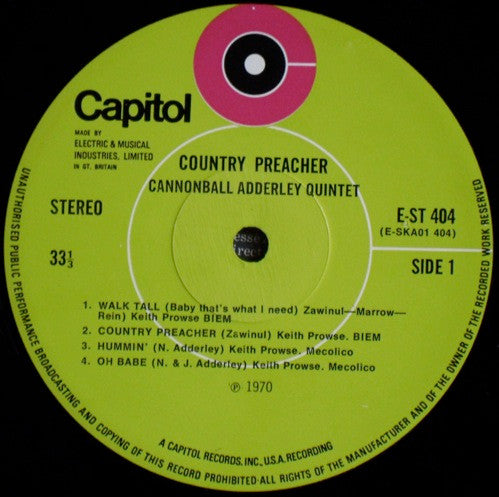 Capitol
MADE BY
ELECTRIC & MUSICAL
INDUSTRIES, LIMITED
IN GT. BRITAIN
COUNTRY PREACHER
CANNONBALL ADDERLEY QUINTET
STEREO
E-ST 404
(E-SKA01 404)
33⅓
SIDE 1
1. WALK TALL (Baby that's what I need) Zawinul—Marrow—
Rein) Keith Prowse BIEM
2. COUNTRY PREACHER (Zawinul) Keith Prowse. BIEM
3. HUMMIN' (N. Adderley) Keith Prowse. Mecolico
4. OH BABE (N. & J. Adderley) Keith Prowse. Mecolico
℗ 1970
A CAPITOL RECORDS, INC., U.S.A. RECORDING
UNAUTHORISED PUBLIC PERFORMANCE BROADCASTING AND COPYING OF THIS RECORD PROHIBITED·ALL RIGHTS OF THE MANUFACTURER AND OF THE OWNER OF THE RECORDED WORK RESERVED